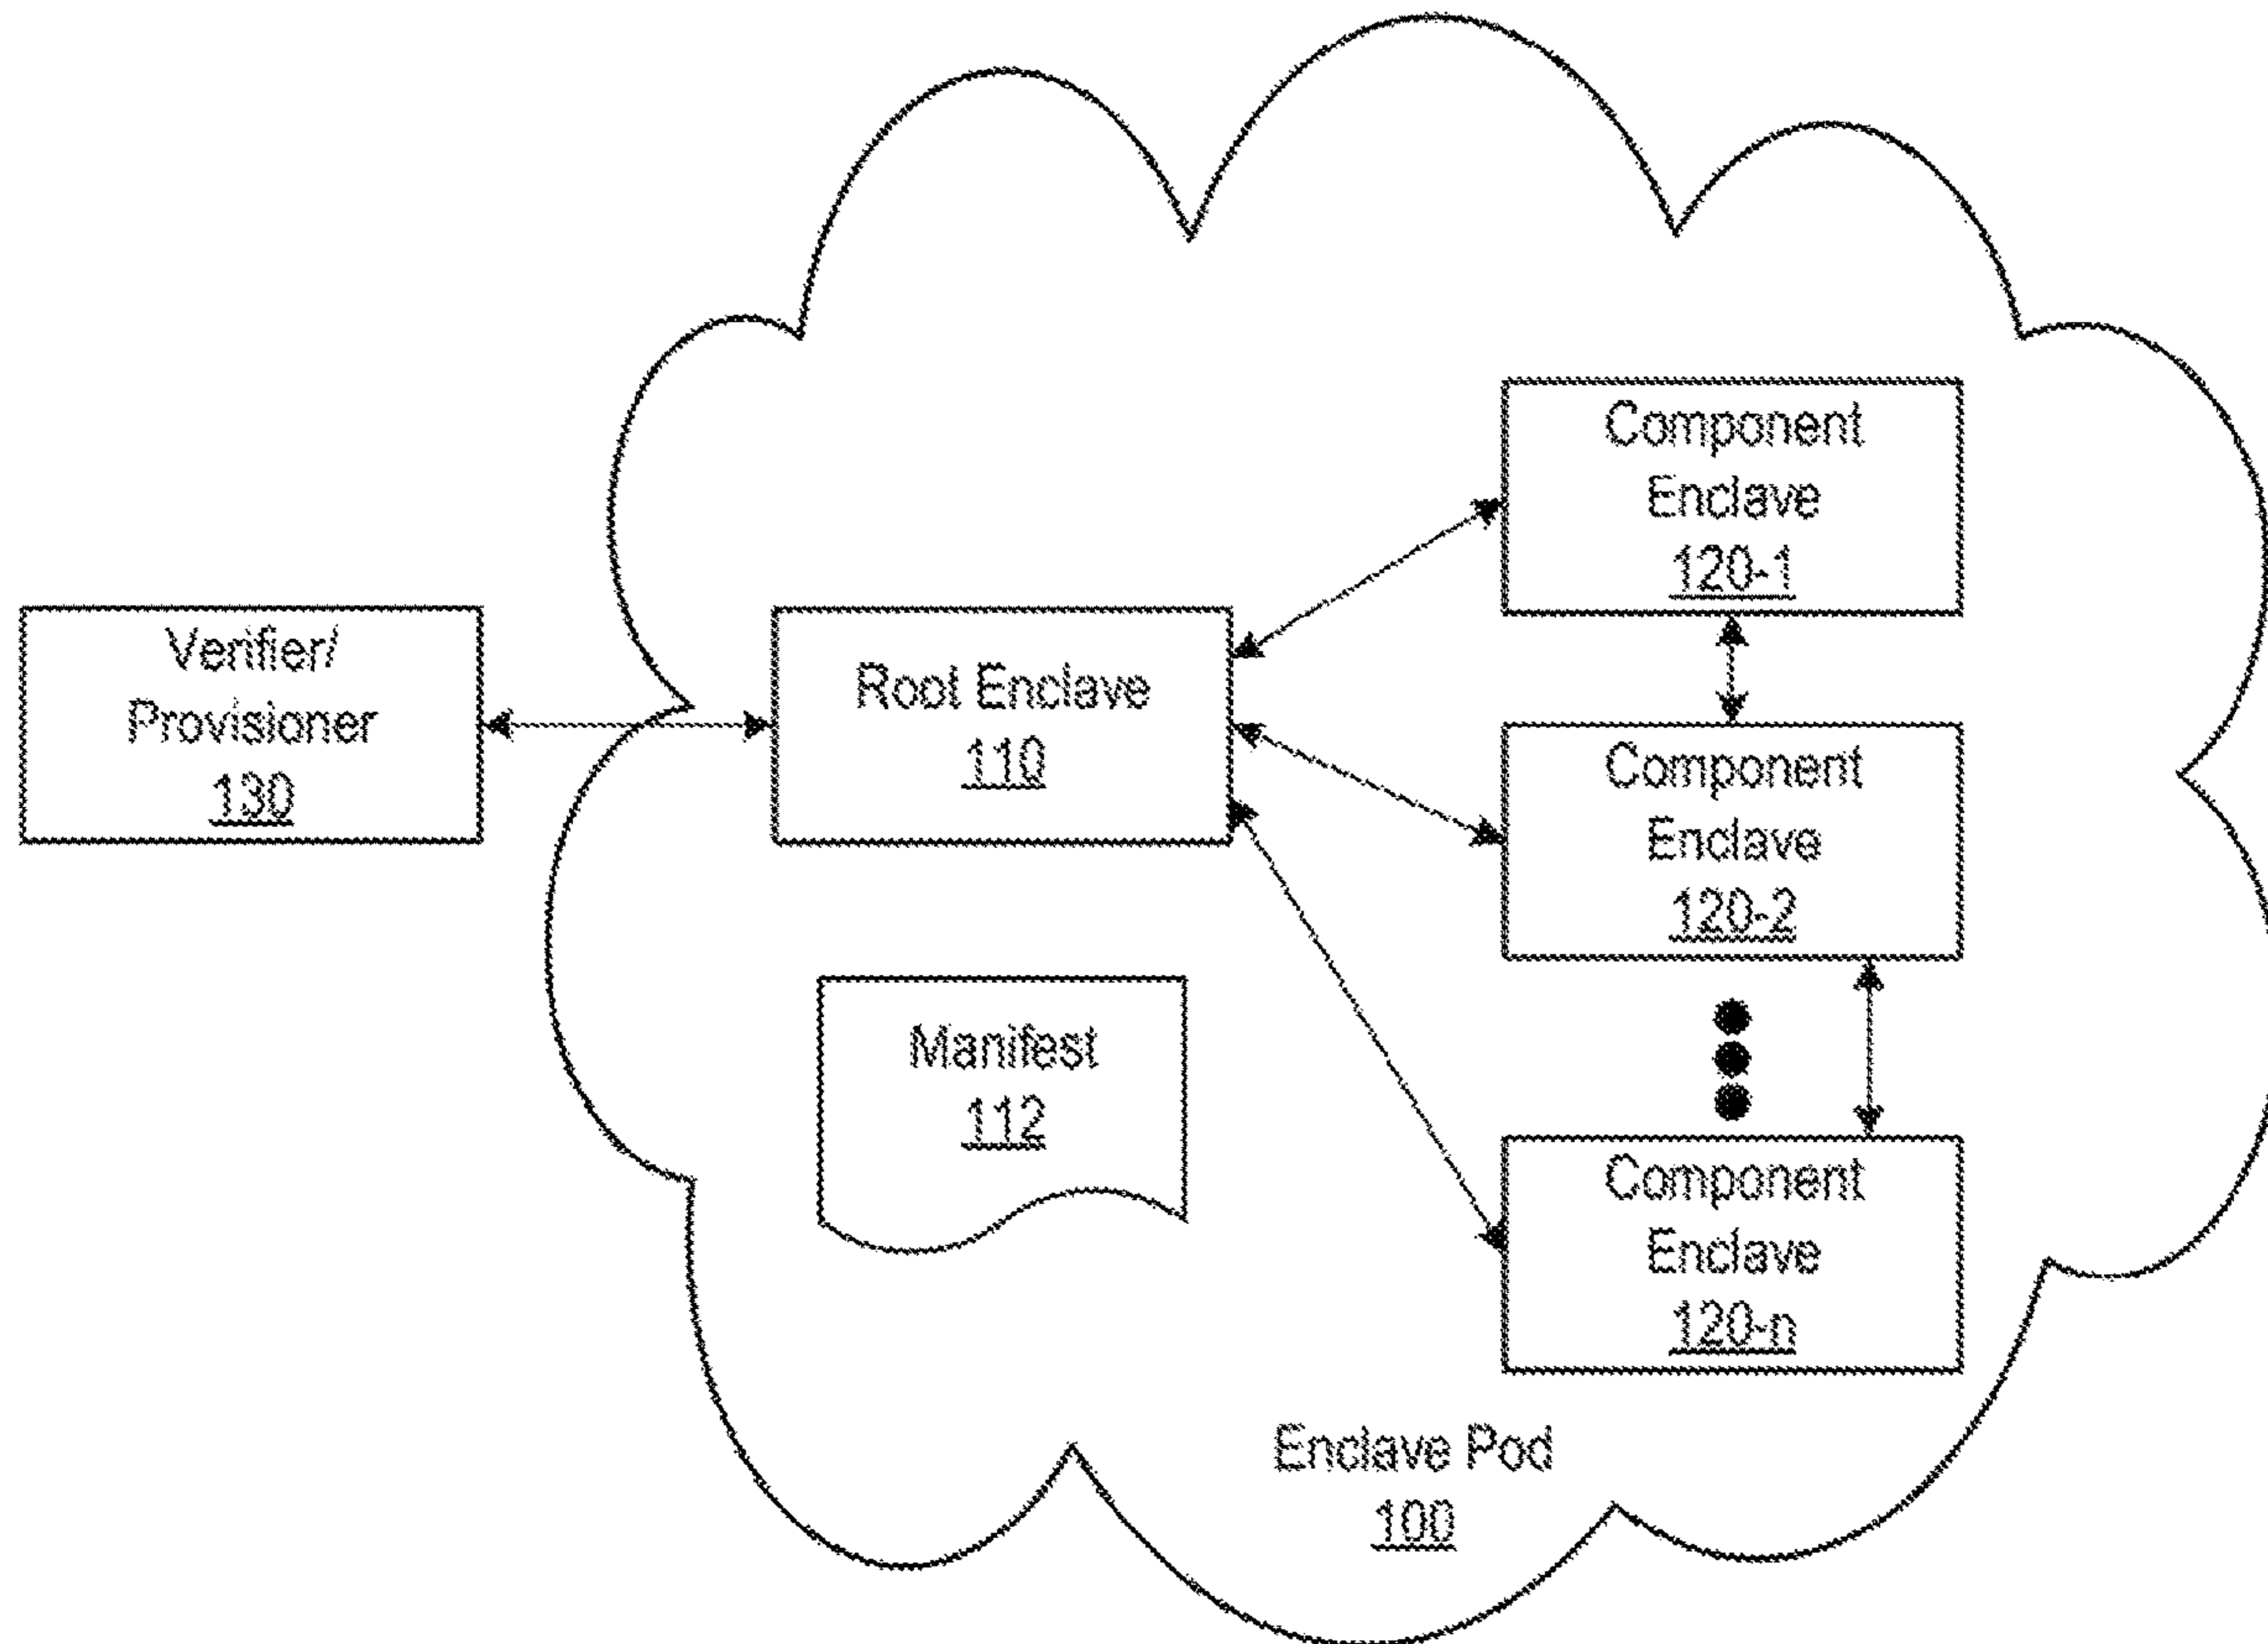 Verifier/
Provisioner
130
Root Enclave
110
Manifest
112
Component
Enclave
120-1
Component
Enclave
120-2
Component
Enclave
120-n
Enclave Pod
100